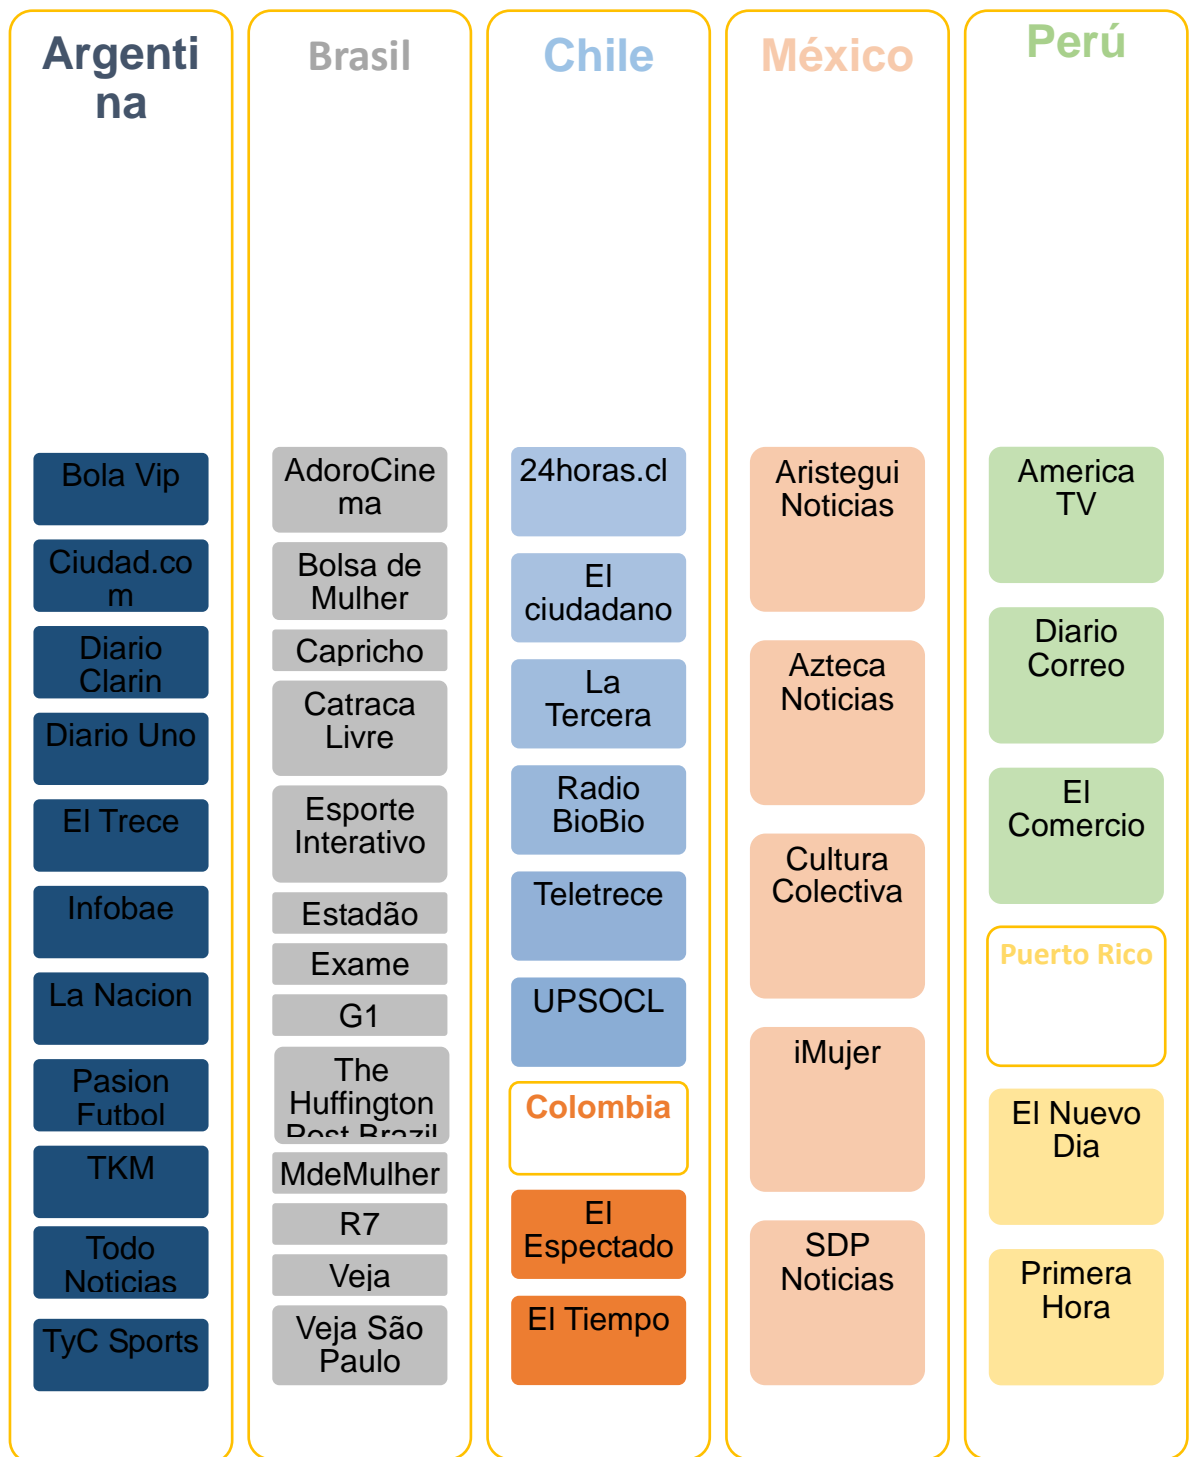 Argenti
na
Bola Vip
Ciudad.co
m
Diario
Clarin
Diario Uno
El Trece
Infobae
La Nacion
Pasion
Futbol
TKM
Todo
Noticias
TyC Sports
Brasil
AdoroCine
ma
Bolsa de
Mulher
Capricho
Catraca
Livre
Esporte
Interativo
Estadão
Exame
G1
The
Huffington
Post Brazil
MdeMulher
R7
Veja
Veja São
Paulo
Chile
24horas.cl
El
ciudadano
La
Tercera
Radio
BioBio
Teletrece
UPSOCL
Colombia
El
Espectado
El Tiempo
México
Aristegui
Noticias
Azteca
Noticias
Cultura
Colectiva
iMujer
SDP
Noticias
Perú
America
TV
Diario
Correo
El
Comercio
Puerto Rico
El Nuevo
Dia
Primera
Hora